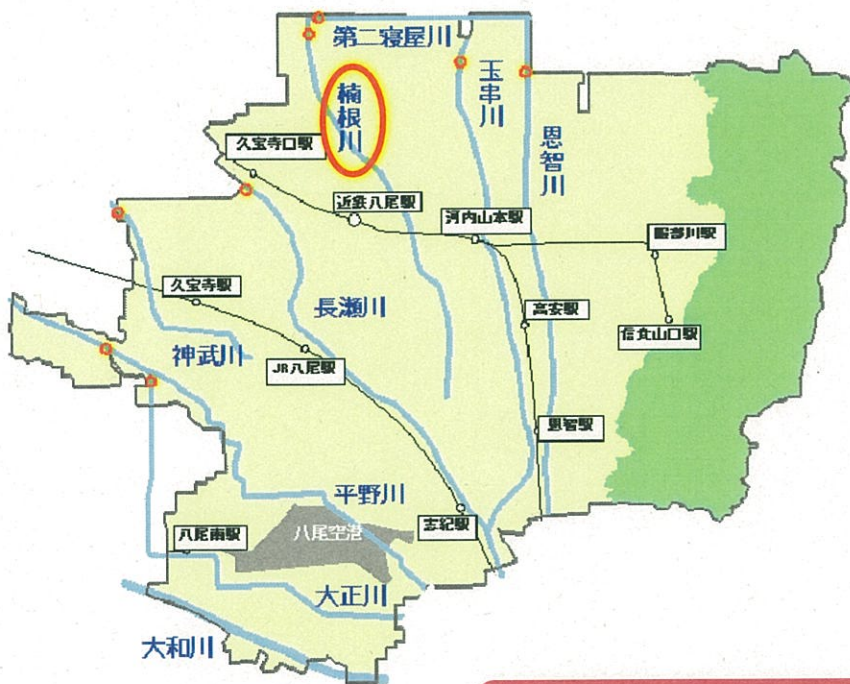 第二寝屋川
楠根川
玉串川
恩智川
久宝寺口駅
近鉄八尾駅
河内山本駅
服部川駅
久宝寺駅
長瀬川
高安駅
信貴山口駅
神武川
JR八尾駅
恩智駅
平野川
志紀駅
八尾空港
八尾南駅
大正川
大和川